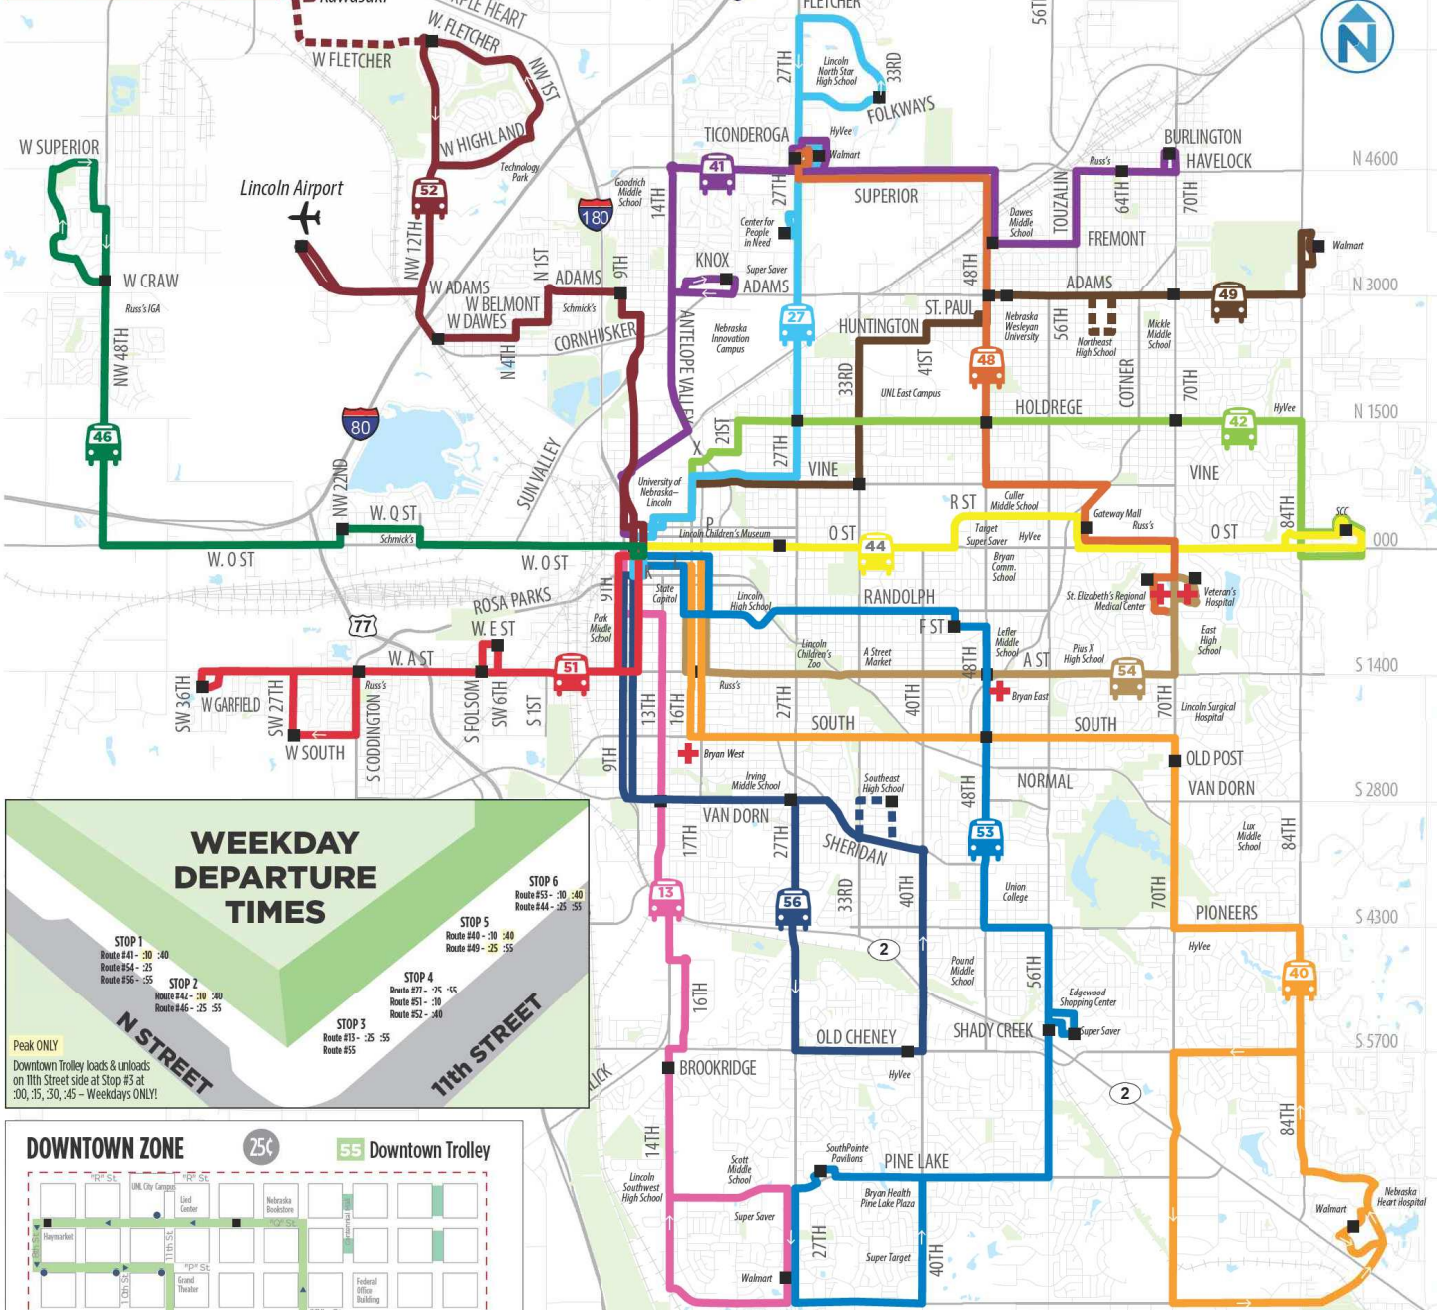 Kawasaki
PURPLE HEART
W. FLETCHER
W FLETCHER
NW 1ST
W HIGHLAND
Technology
Park
52
NW 12TH
W SUPERIOR
Lincoln Airport
W CRAW
Russ's IGA
NW 48TH
46
W ADAMS
W BELMONT
W DAWES
N 1ST
ADAMS
9TH
Schmick's
CORNHUSKER
N 4TH
180
80
FLETCHER
27TH
Lincoln
North Star
High School
33RD
FOLKWAYS
56TH
N
TICONDEROGA
HyVee
Walmart
BURLINGTON
HAVELOCK
N 4600
41
Goodrich
Middle
School
14TH
27TH
SUPERIOR
Russ's
64TH
70TH
TOUZALIN
Dawes
Middle
School
FREMONT
Center for
People
in Need
Walmart
KNOX
Super Saver
ADAMS
48TH
ADAMS
N 3000
49
ANTELOPE VALLEY
Nebraska
Innovation
Campus
27
ST. PAUL
HUNTINGTON
Nebraska
Wesleyan
University
56TH
Northeast
High School
Mickle
Middle
School
48
33RD
41ST
UNL East Campus
COTNER
70TH
HOLDREGE
HyVee
N 1500
42
X
21ST
27TH
VINE
VINE
SUN VALLEY
NW 22ND
University of
Nebraska–
Lincoln
R ST
Culler
Middle School
Gateway Mall
Russ's
84TH
SCC
W. Q ST
Schmick's
P
Lincoln Children's Museum
O ST
44
Target
Super Saver
HyVee
O ST
000
W. O ST
W. O ST
Bryan
Comm.
School
9TH
K
State
Capitol
Lincoln
High School
RANDOLPH
St. Elizabeth's Regional
Medical Center
Veteran's
Hospital
ROSA PARKS
77
W. E ST
Park
Middle
School
F ST
Lefler
Middle
School
East
High
School
W. A ST
51
Lincoln
Children's
Zoo
A Street
Market
48TH
A ST
Pius X
High School
54
S 1400
SW 36TH
W GARFIELD
SW 27TH
Russ's
S CODDINGTON
S FOLSOM
SW 6TH
S 1ST
W SOUTH
13TH
16TH
Russ's
27TH
40TH
Bryan East
70TH
Lincoln Surgical
Hospital
SOUTH
SOUTH
9TH
Bryan West
OLD POST
Irving
Middle School
Southeast
High School
NORMAL
VAN DORN
S 2800
VAN DORN
48TH
17TH
27TH
SHERIDAN
53
Lux
Middle
School
84TH
13
56
33RD
40TH
Union
College
70TH
PIONEERS
S 4300
HyVee
2
Pound
Middle
School
56TH
40
16TH
Edgewood
Shopping Center
SHADY CREEK
Super Saver
OLD CHENEY
S 5700
BROOKRIDGE
HyVee
2
84TH
14TH
SouthPointe
Pavilions
PINE LAKE
Scott
Middle
School
Lincoln
Southwest
High School
Bryan Health
Pine Lake Plaza
Nebraska
Heart Hospital
Super Saver
Walmart
27TH
Super Target
40TH
Walmart
WEEKDAY
DEPARTURE
TIMES
STOP 1
Route #41 - :10 :40
Route #54 - :25
Route #56 - :55
STOP 2
Route #42 - :10 :40
Route #46 - :25 :55
STOP 3
Route #13 - :25 :55
Route #55
STOP 4
Route #27 - :25 :55
Route #51 - :10
Route #52 - :40
STOP 5
Route #40 - :10 :40
Route #49 - :25 :55
STOP 6
Route #53 - :10 :40
Route #44 - :25 :55
N STREET
11th STREET
Peak ONLY
Downtown Trolley loads & unloads
on 11th Street side at Stop #3 at
:00, :15, :30, :45 – Weekdays ONLY!
DOWNTOWN ZONE
25¢
55 Downtown Trolley
"R" St.
UNL City Campus
"R" St.
Lied
Center
Nebraska
Bookstore
"Q" St.
Haymarket
11th St.
"P" St.
10th St.
Grand
Theater
Federal
Office
Building